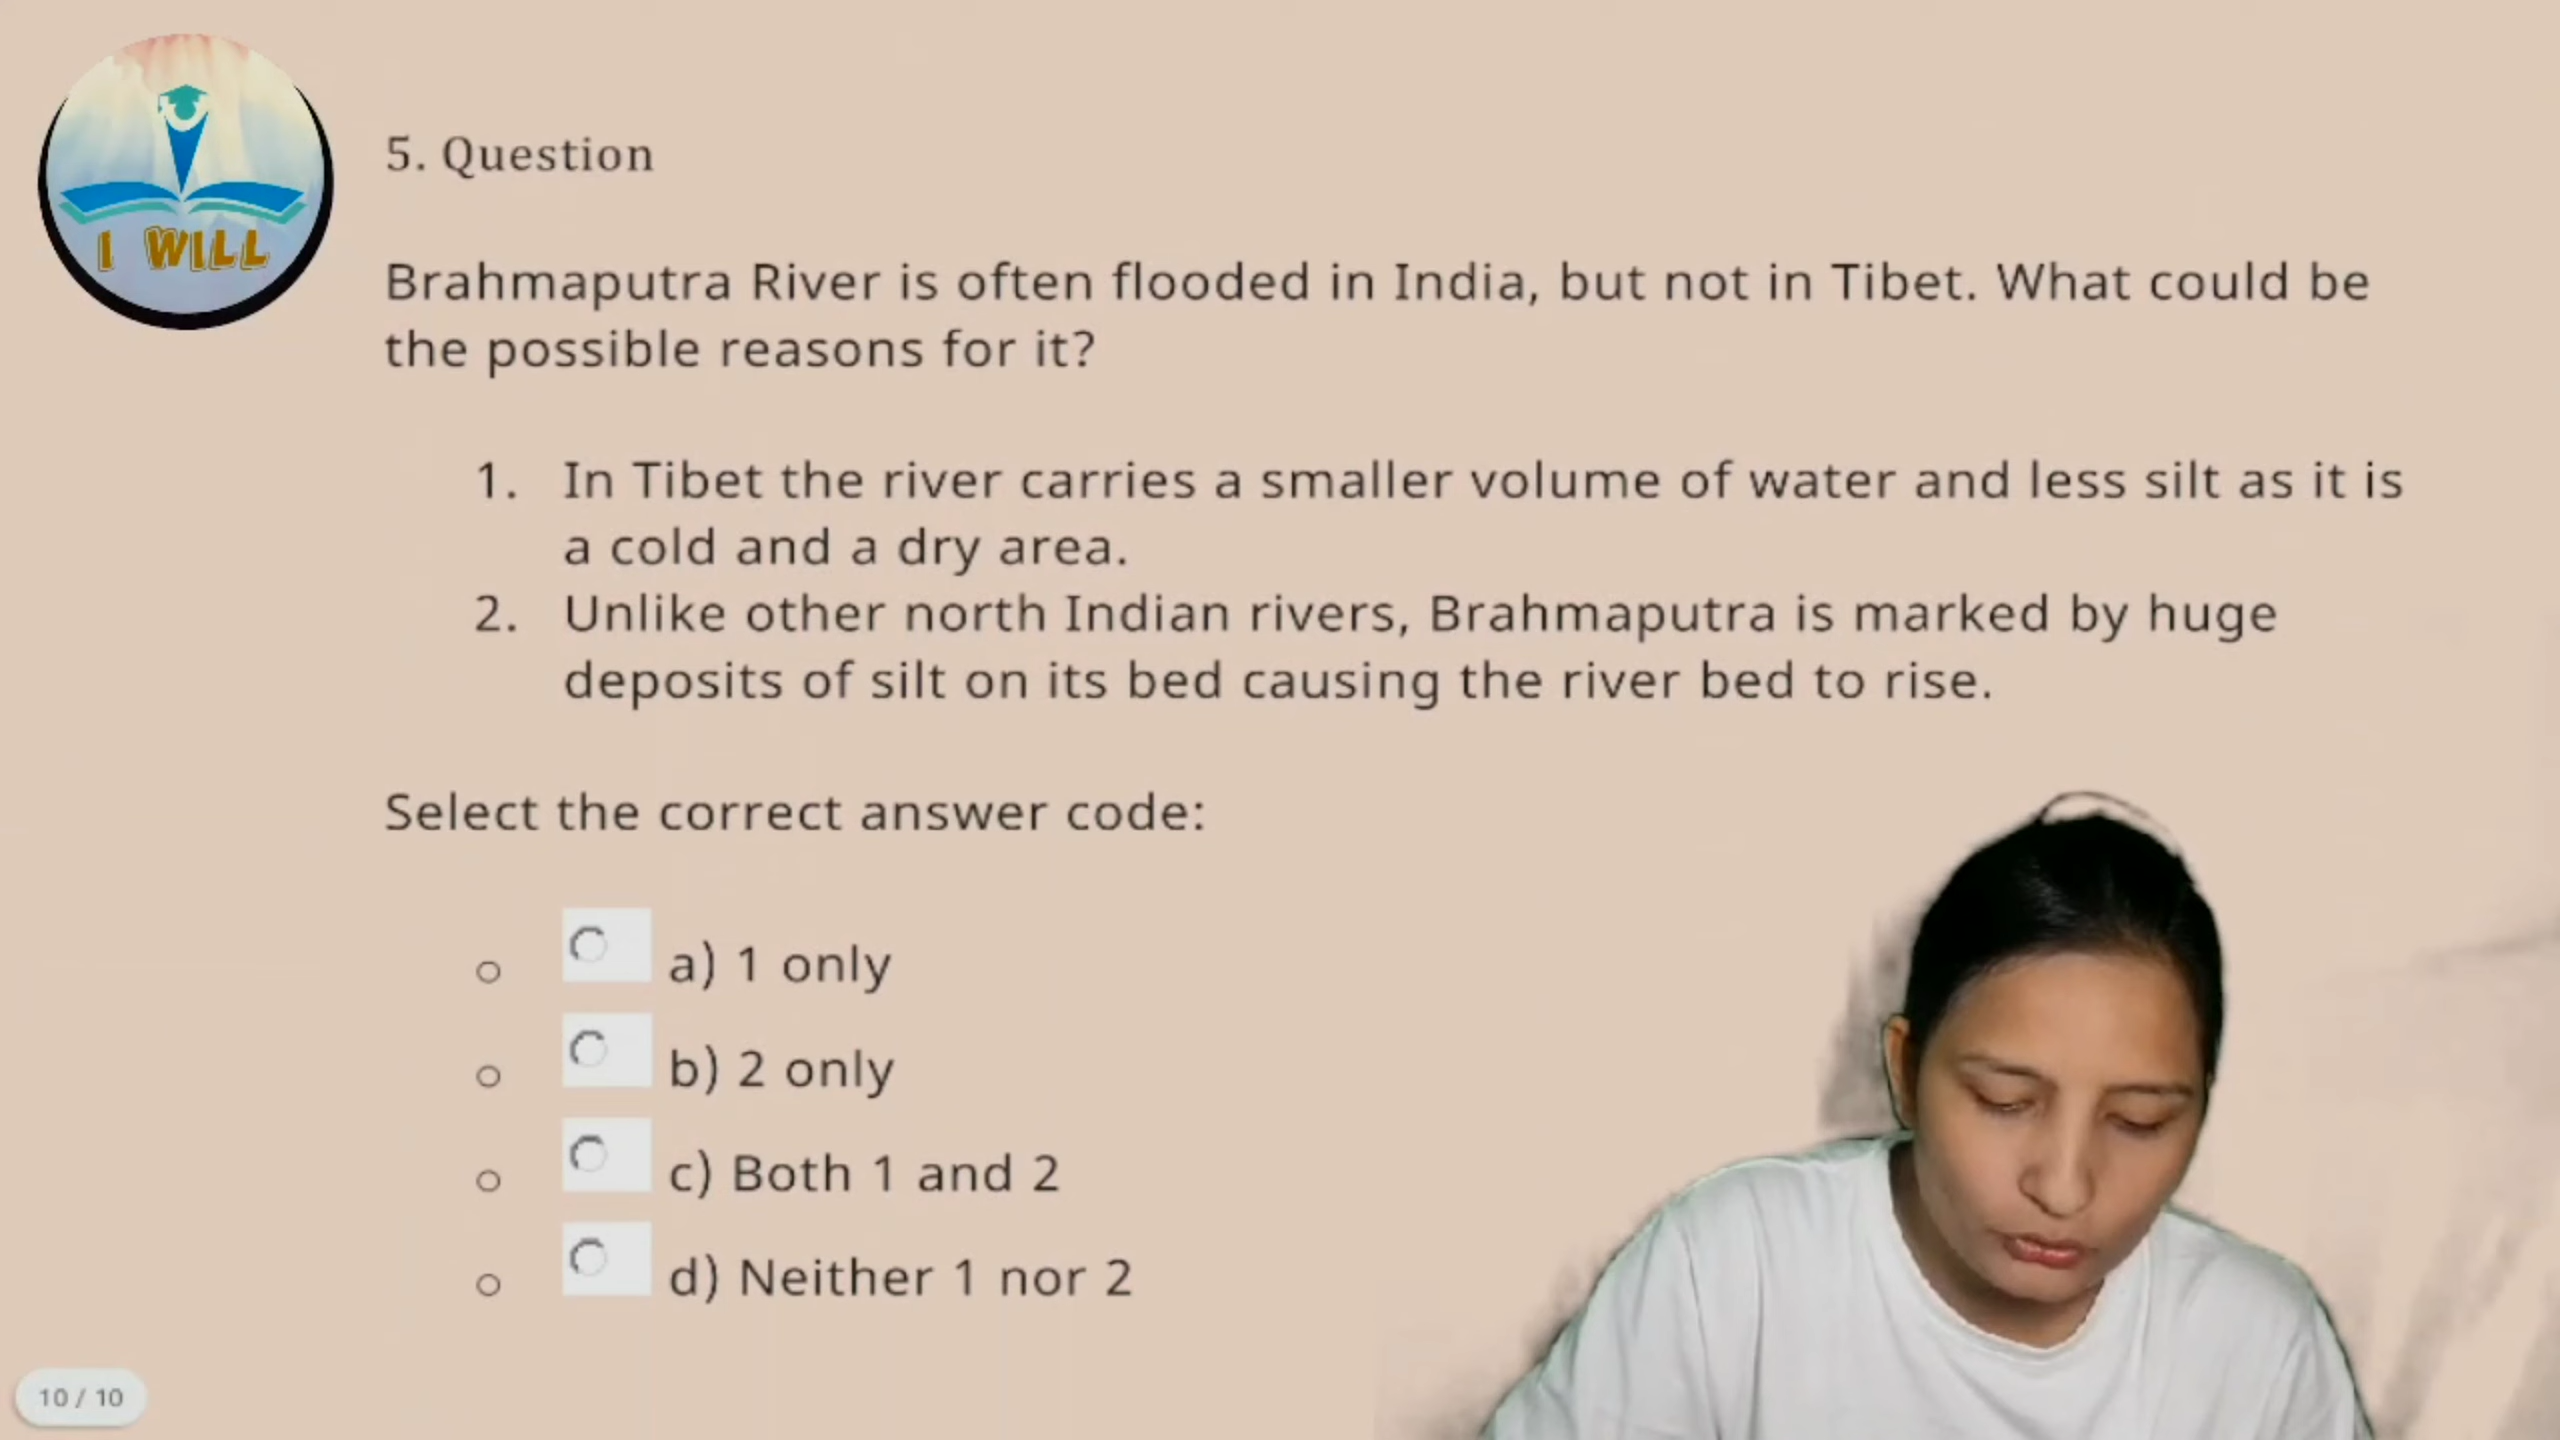 I WILL
5. Question
Brahmaputra River is often flooded in India, but not in Tibet. What could be
the possible reasons for it?
1. In Tibet the river carries a smaller volume of water and less silt as it is
a cold and a dry area.
2. Unlike other north Indian rivers, Brahmaputra is marked by huge
deposits of silt on its bed causing the river bed to rise.
Select the correct answer code:
a) 1 only
b) 2 only
c) Both 1 and 2
d) Neither 1 nor 2
10 / 10